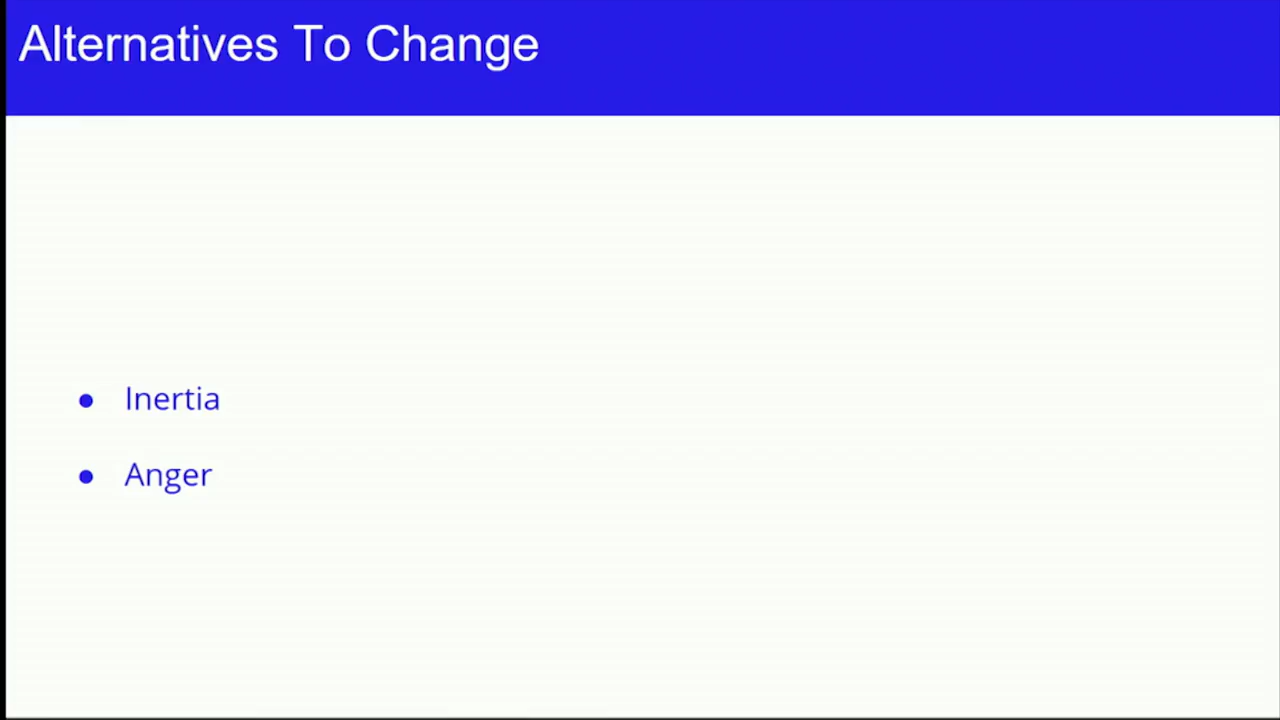 Alternatives To Change
● Inertia
● Anger